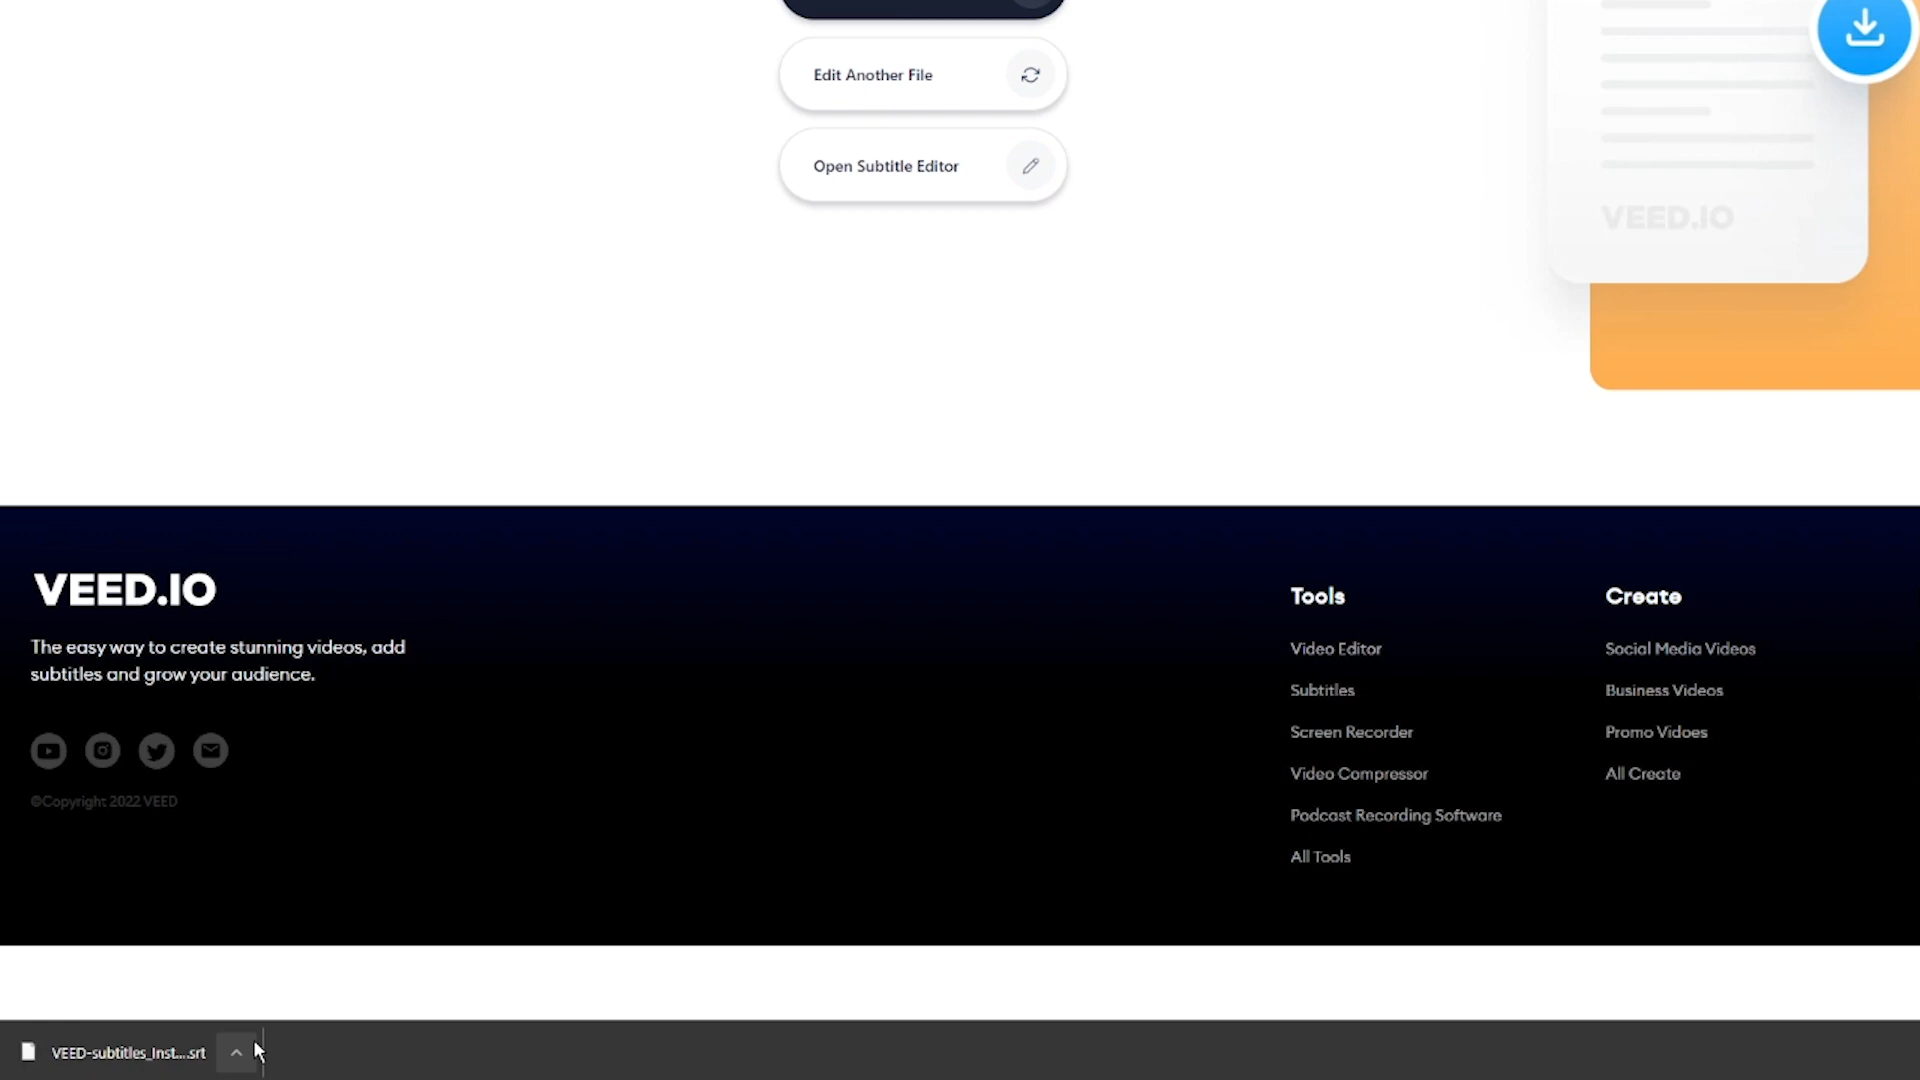 Edit Another File
Open Subtitle Editor
VEED.IO
VEED.IO
The easy way to create stunning videos, add
subtitles and grow your audience.
©Copyright 2022 VEED
Tools
Video Editor
Subtitles
Screen Recorder
Video Compressor
Podcast Recording Software
All Tools
Create
Social Media Videos
Business Videos
Promo Vidoes
All Create
VEED-subtitles_Inst....srt